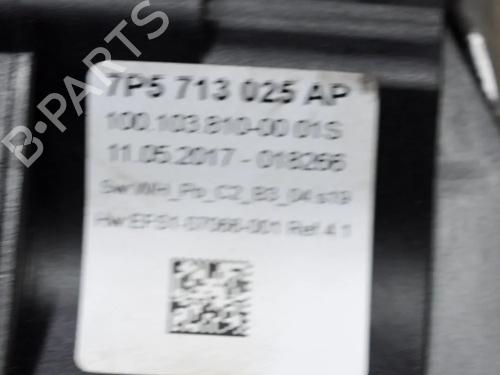 B-PARTS
7P5 713 025 AP
100.103.810-00 01S
11.05.2017 - 018256
Sw:WH_Po_C2_B3_04 s19
Hw:EFS1-07066-001 Ref 4.1